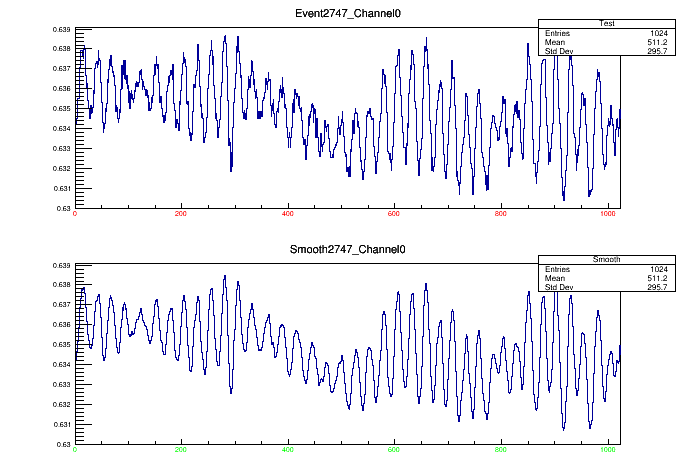 Event2747_Channel0
Test
Entries 1024
Mean 511.2
Std Dev 295.7
0.639
0.638
0.637
0.636
0.635
0.634
0.633
0.632
0.631
0.63
0 200 400 600 800 1000
Smooth2747_Channel0
Smooth
Entries 1024
Mean 511.2
Std Dev 295.7
0.639
0.638
0.637
0.636
0.635
0.634
0.633
0.632
0.631
0.63
0 200 400 600 800 1000